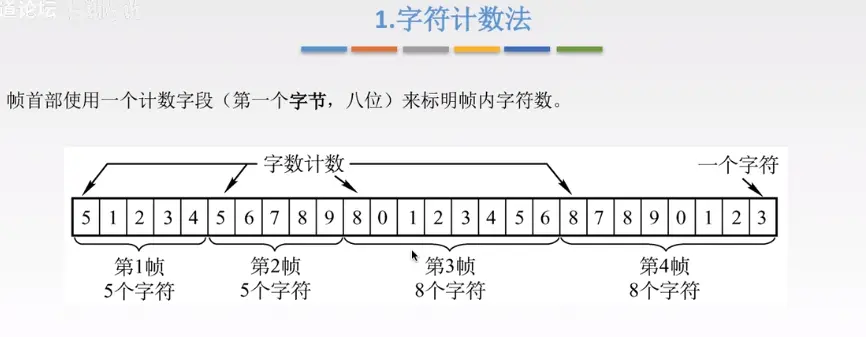 道论坛
1.字符计数法
帧首部使用一个计数字段（第一个字节，八位）来标明帧内字符数。
字数计数 一个字符
5 1 2 3 4 5 6 7 8 9 8 0 1 2 3 4 5 6 8 7 8 9 0 1 2 3
第1帧 第2帧 第3帧 第4帧
5个字符 5个字符 8个字符 8个字符